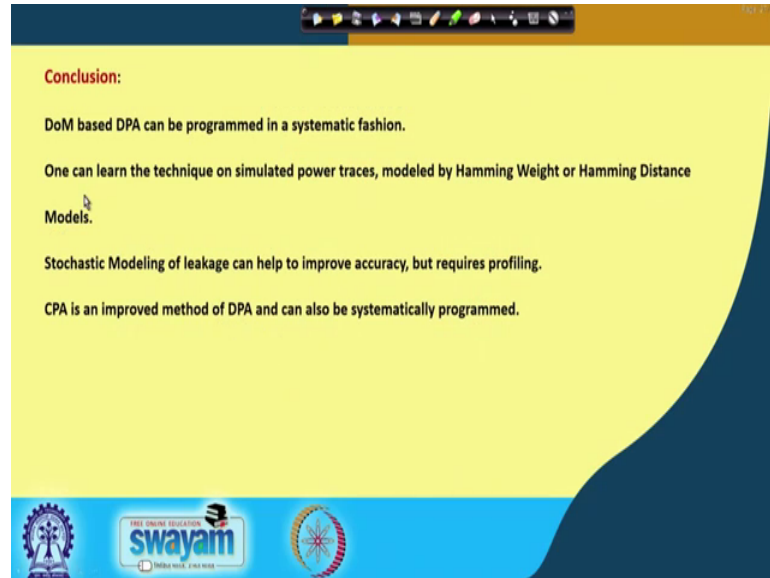 Conclusion:
DoM based DPA can be programmed in a systematic fashion.
One can learn the technique on simulated power traces, modeled by Hamming Weight or Hamming Distance
Models.
Stochastic Modeling of leakage can help to improve accuracy, but requires profiling.
CPA is an improved method of DPA and can also be systematically programmed.
FREE ONLINE EDUCATION
swayam